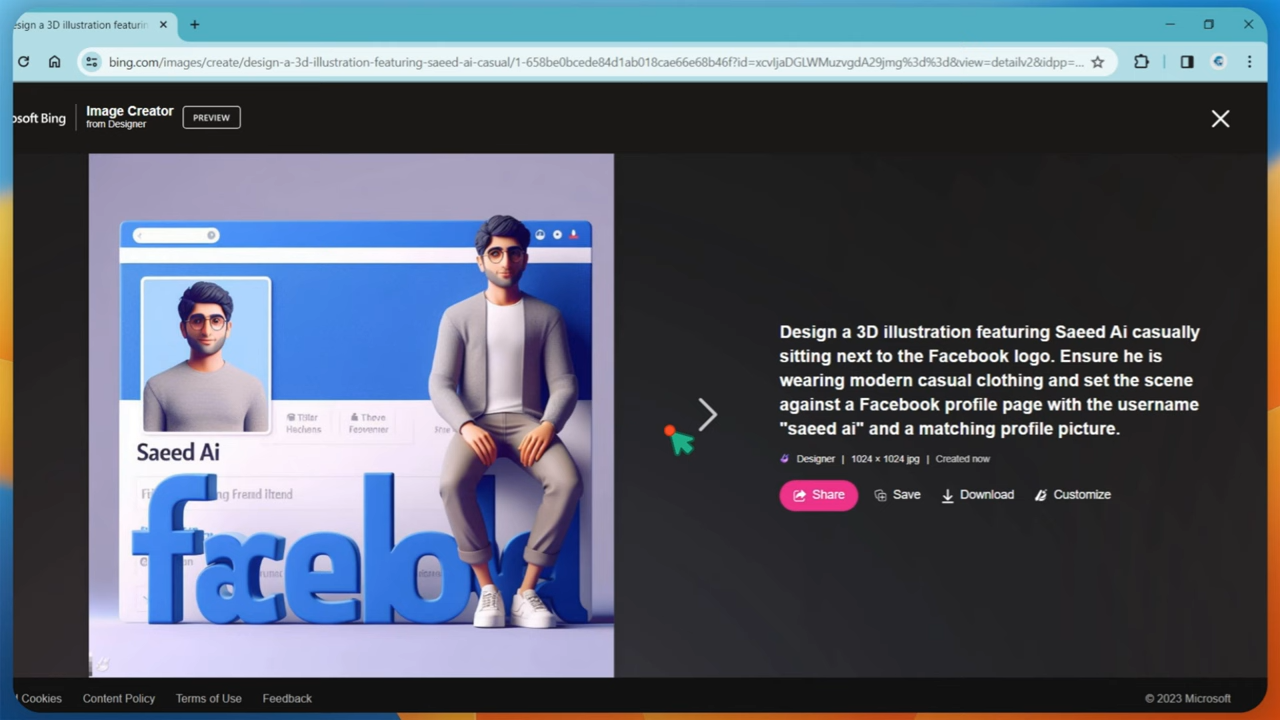 esign a 3D illustration featurin
bing.com/images/create/design-a-3d-illustration-featuring-saeed-ai-casual/1-658be0bcede84d1ab018cae66e68b46f?id=xcvIjaDGLWMuzvgdA29jmg%3d%3d&view=detailv2&idpp=...
osoft Bing
Image Creator
from Designer
PREVIEW
Saeed Ai
Design a 3D illustration featuring Saeed Ai casually
sitting next to the Facebook logo. Ensure he is
wearing modern casual clothing and set the scene
against a Facebook profile page with the username
"saeed ai" and a matching profile picture.
Designer | 1024 × 1024 jpg | Created now
Share
Save
Download
Customize
Cookies
Content Policy
Terms of Use
Feedback
© 2023 Microsoft